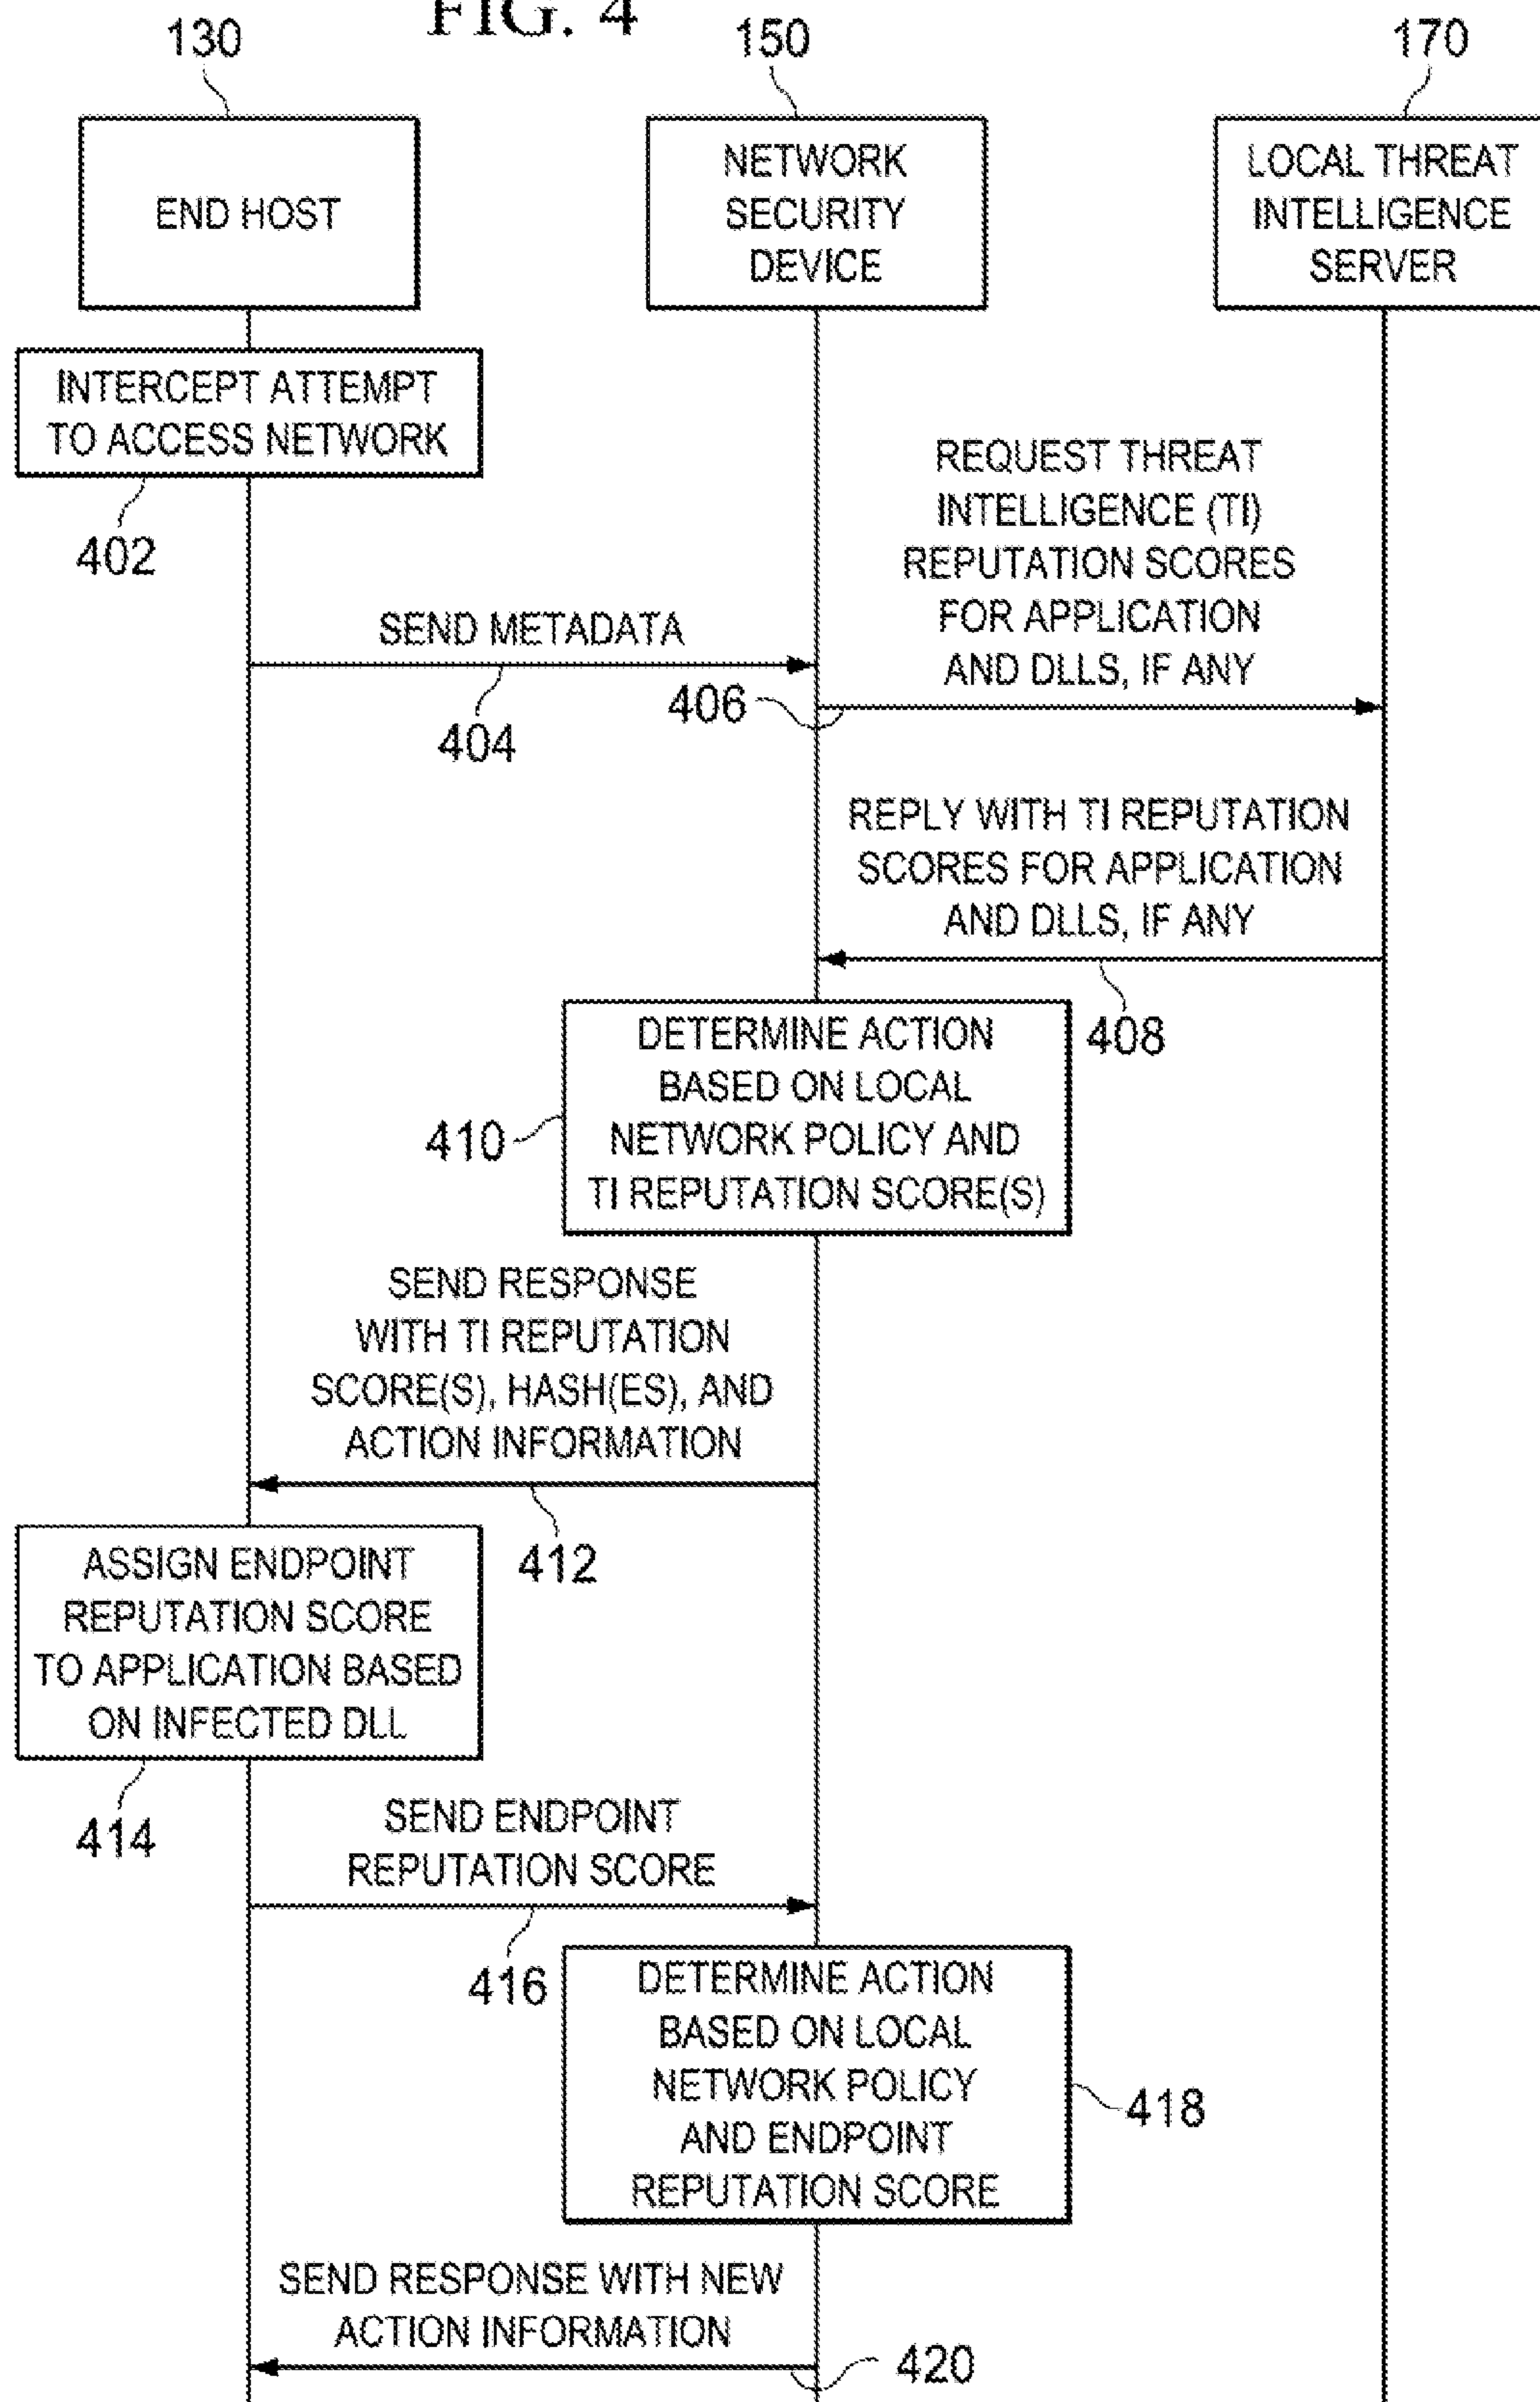 FIG. 4
130
150
170
END HOST
NETWORK
SECURITY
DEVICE
LOCAL THREAT
INTELLIGENCE
SERVER
INTERCEPT ATTEMPT
TO ACCESS NETWORK
402
SEND METADATA
404
REQUEST THREAT
INTELLIGENCE (TI)
REPUTATION SCORES
FOR APPLICATION
AND DLLS, IF ANY
406
REPLY WITH TI REPUTATION
SCORES FOR APPLICATION
AND DLLS, IF ANY
408
DETERMINE ACTION
BASED ON LOCAL
NETWORK POLICY AND
TI REPUTATION SCORE(S)
410
SEND RESPONSE
WITH TI REPUTATION
SCORE(S), HASH(ES), AND
ACTION INFORMATION
412
ASSIGN ENDPOINT
REPUTATION SCORE
TO APPLICATION BASED
ON INFECTED DLL
414
SEND ENDPOINT
REPUTATION SCORE
416
DETERMINE ACTION
BASED ON LOCAL
NETWORK POLICY
AND ENDPOINT
REPUTATION SCORE
418
SEND RESPONSE WITH NEW
ACTION INFORMATION
420